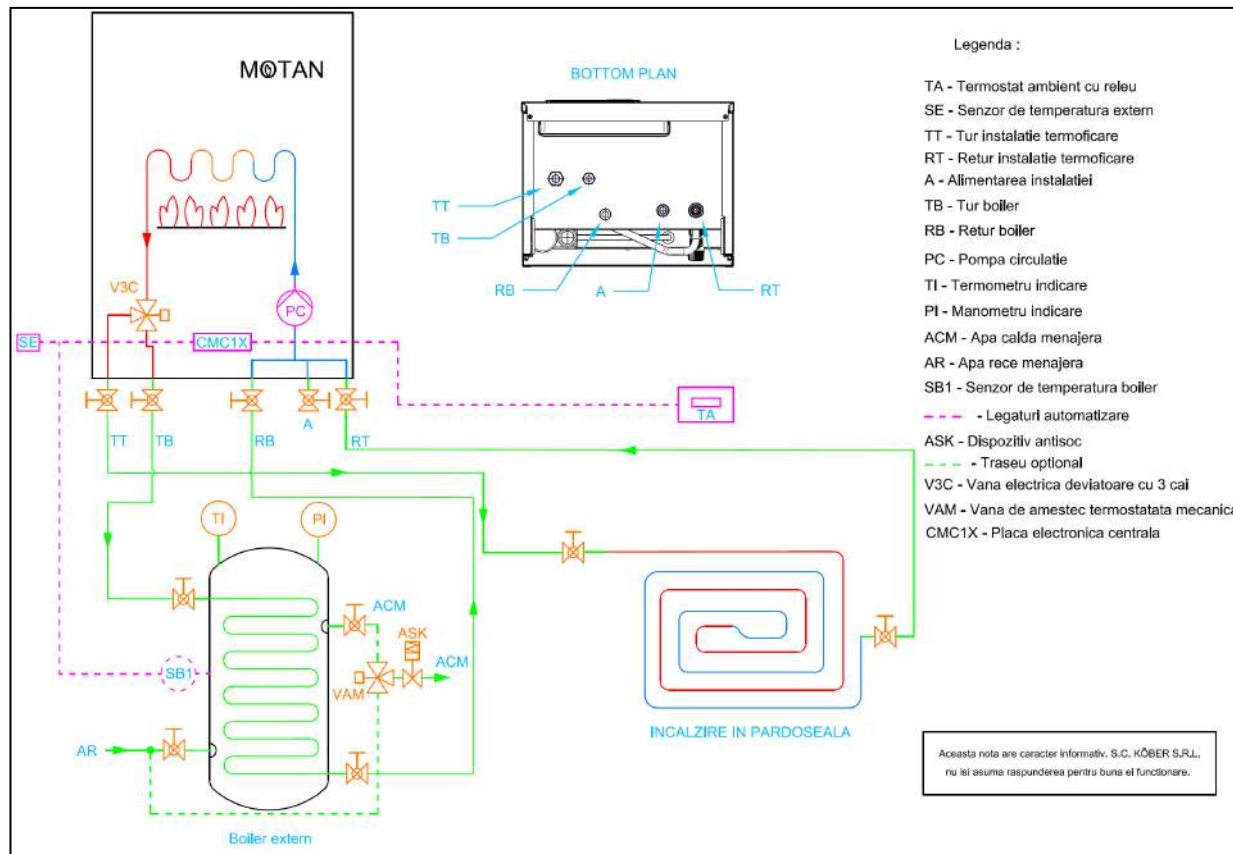 MOTAN
V3C
PC
SE
CMC1X
TT
TB
RB
A
RT
TA
BOTTOM PLAN
TT
TB
RB
A
RT
TI
PI
ACM
ASK
ACM
VAM
SB1
AR
Boiler extern
INCALZIRE IN PARDOSEALA
Legenda :
TA - Termostat ambient cu releu
SE - Senzor de temperatura extern
TT - Tur instalatie termoficare
RT - Retur instalatie termoficare
A - Alimentarea instalatiei
TB - Tur boiler
RB - Retur boiler
PC - Pompa circulatie
TI - Termometru indicare
PI - Manometru indicare
ACM - Apa calda menajera
AR - Apa rece menajera
SB1 - Senzor de temperatura boiler
- Legaturi automatizare
ASK - Dispozitiv antisoc
- Traseu optional
V3C - Vana electrica deviatoare cu 3 cai
VAM - Vana de amestec termostatata mecanica
CMC1X - Placa electronica centrala
Aceasta nota are caracter informativ. S.C. KÖBER S.R.L.
nu isi asuma raspunderea pentru buna ei functionare.